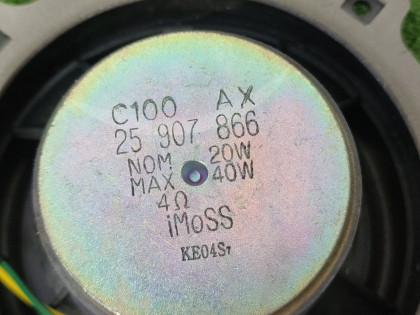 C100 AX
25 907 866
NOM 20W
MAX 40W
4Ω
iMoSS
KE04S7